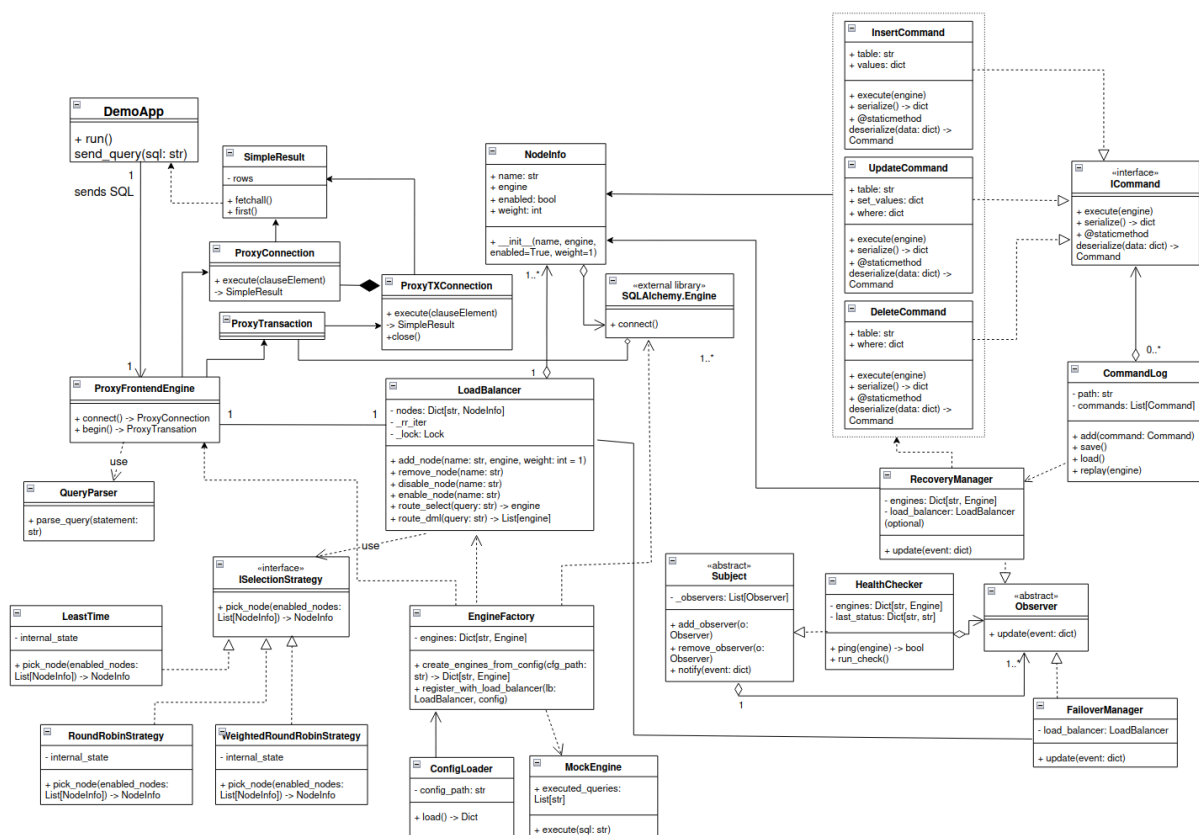 InsertCommand
+ table: str
+ values: dict
+ execute(engine)
+ serialize() -> dict
+ @staticmethod
deserialize(data: dict) ->
Command
DemoApp
+ run()
send_query(sql: str)
1
sends SQL
1
SimpleResult
- rows
+ fetchall()
+ first()
NodeInfo
+ name: str
+ engine
+ enabled: bool
+ weight: int
+ __init__(name, engine,
enabled=True, weight=1)
1..*
UpdateCommand
+ table: str
+ set_values: dict
+ where: dict
+ execute(engine)
+ serialize() -> dict
+ @staticmethod
deserialize(data: dict) ->
Command
«interface»
ICommand
+ execute(engine)
+ serialize() -> dict
+ @staticmethod
deserialize(data: dict) ->
Command
ProxyConnection
+ execute(clauseElement)
-> SimpleResult
ProxyTXConnection
+ execute(clauseElement)
-> SimpleResult
+close()
«external library»
SQLAlchemy.Engine
+ connect()
ProxyTransaction
DeleteCommand
+ table: str
+ where: dict
+ execute(engine)
+ serialize() -> dict
+ @staticmethod
deserialize(data: dict) ->
Command
1..*
0..*
CommandLog
- path: str
- commands: List[Command]
+ add(command: Command)
+ save()
+ load()
+ replay(engine)
ProxyFrontendEngine
+ connect() -> ProxyConnection
+ begin() -> ProxyTransation
1
1
1
LoadBalancer
- nodes: Dict[str, NodeInfo]
- _rr_iter
- _lock: Lock
+ add_node(name: str, engine, weight: int = 1)
+ remove_node(name: str)
+ disable_node(name: str)
+ enable_node(name: str)
+ route_select(query: str) -> engine
+ route_dml(query: str) -> List[engine]
use
QueryParser
+ parse_query(statement:
str)
use
RecoveryManager
- engines: Dict[str, Engine]
- load_balancer: LoadBalancer
(optional)
+ update(event: dict)
«interface»
ISelectionStrategy
+ pick_node(enabled_nodes:
List[NodeInfo]) -> NodeInfo
LeastTime
- internal_state
+ pick_node(enabled_nodes:
List[NodeInfo]) -> NodeInfo
EngineFactory
- engines: Dict[str, Engine]
+ create_engines_from_config(cfg_path:
str) -> Dict[str, Engine]
+ register_with_load_balancer(lb:
LoadBalancer, config)
«abstract»
Subject
- _observers: List[Observer]
+ add_observer(o:
Observer)
+ remove_observer(o:
Observer)
+ notify(event: dict)
HealthChecker
- engines: Dict[str, Engine]
- last_status: Dict[str, str]
+ ping(engine) -> bool
+ run_check()
«abstract»
Observer
+ update(event: dict)
1..*
1
RoundRobinStrategy
- internal_state
+ pick_node(enabled_nodes:
List[NodeInfo]) -> NodeInfo
WeightedRoundRobinStrategy
- internal_state
+ pick_node(enabled_nodes:
List[NodeInfo]) -> NodeInfo
ConfigLoader
- config_path: str
+ load() -> Dict
MockEngine
+ executed_queries:
List[str]
+ execute(sql: str)
FailoverManager
- load_balancer: LoadBalancer
+ update(event: dict)